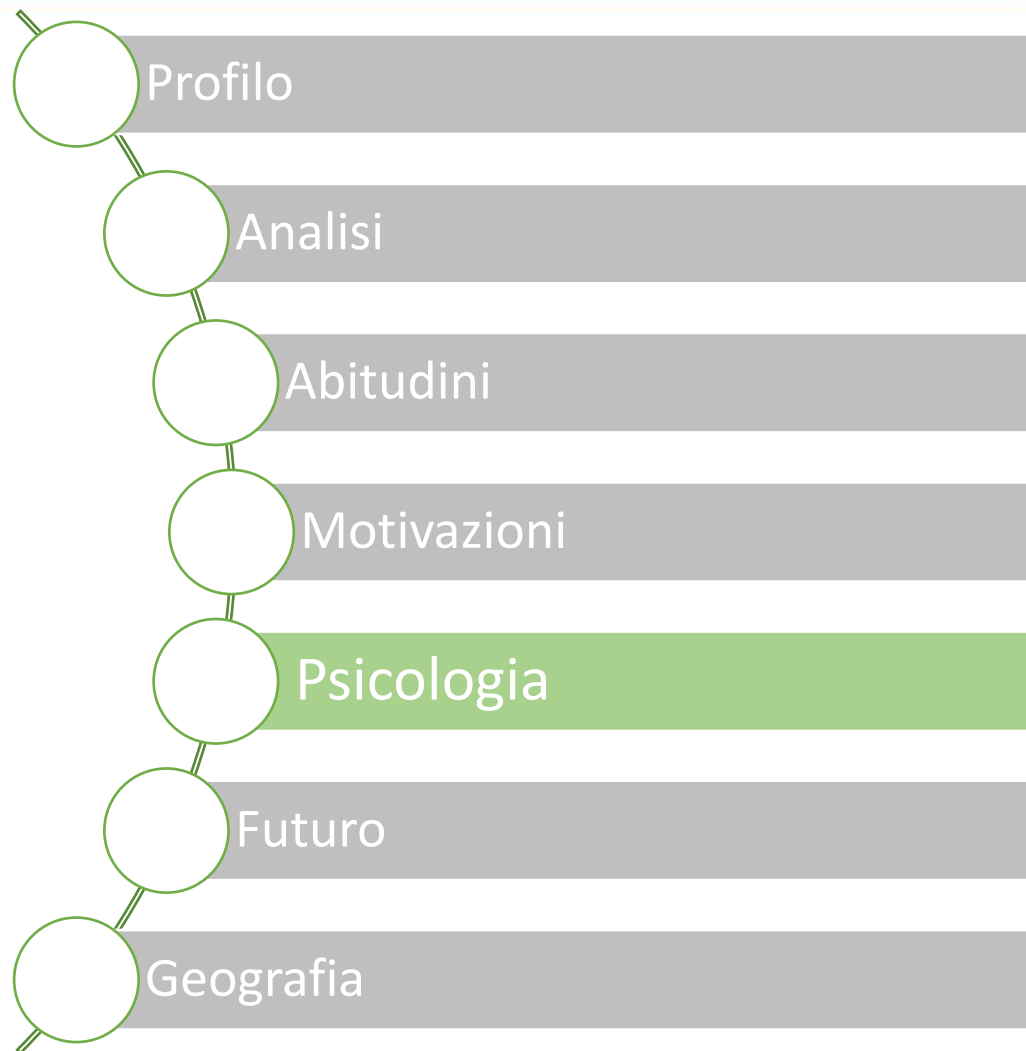 Profilo
Analisi
Abitudini
Motivazioni
Psicologia
Futuro
Geografia